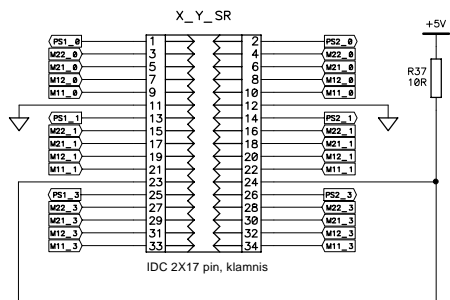 X_Y_SR
+5V
PS1_0 1 2 PS2_0
M22_0 3 4 M22_0
M21_0 5 6 M21_0
M12_0 7 8 M12_0
M11_0 9 10 M11_0
11 12
PS1_1 13 14 PS2_1
M22_1 15 16 M22_1
M21_1 17 18 M21_1
M12_1 19 20 M12_1
M11_1 21 22 M11_1
23 24
PS1_3 25 26 PS2_3
M22_3 27 28 M22_3
M21_3 29 30 M21_3
M12_3 31 32 M12_3
M11_3 33 34 M11_3
R37
10R
IDC 2X17 pin, klamnis